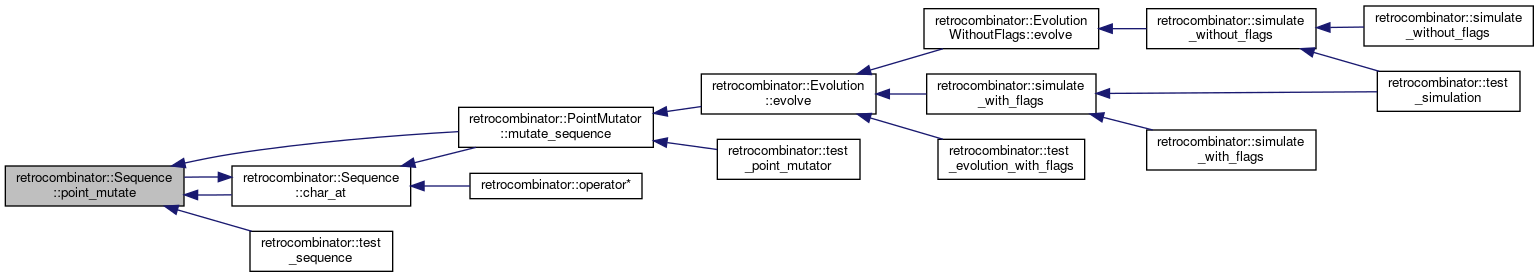 retrocombinator::Sequence
::point_mutate
retrocombinator::PointMutator
::mutate_sequence
retrocombinator::Sequence
::char_at
retrocombinator::operator*
retrocombinator::test
_sequence
retrocombinator::Evolution
::evolve
retrocombinator::test
_point_mutator
retrocombinator::Evolution
WithoutFlags::evolve
retrocombinator::simulate
_with_flags
retrocombinator::test
_evolution_with_flags
retrocombinator::simulate
_without_flags
retrocombinator::simulate
_with_flags
retrocombinator::simulate
_without_flags
retrocombinator::test
_simulation